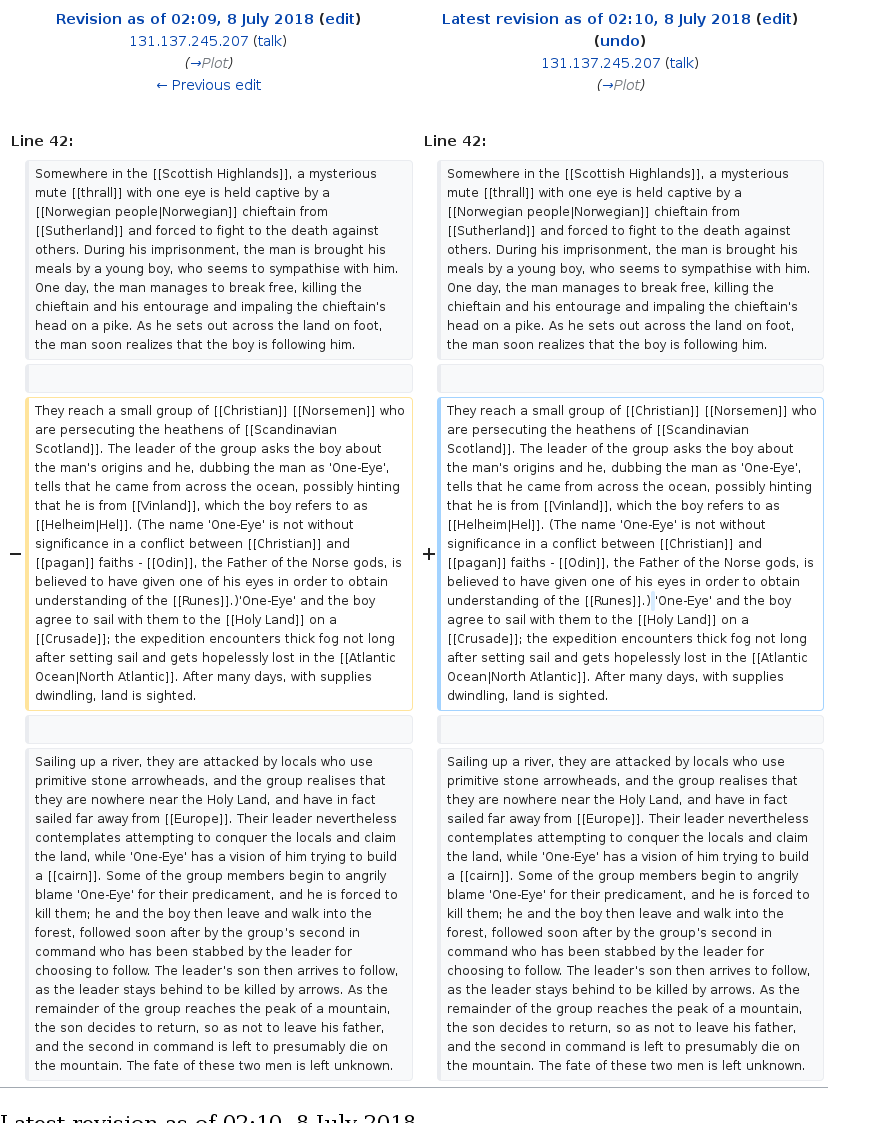 Revision as of 02:09, 8 July 2018 (edit)
131.137.245.207 (talk)
(→Plot)
← Previous edit
Latest revision as of 02:10, 8 July 2018 (edit)
(undo)
131.137.245.207 (talk)
(→Plot)
Line 42:
Line 42:
Somewhere in the [[Scottish Highlands]], a mysterious
mute [[thrall]] with one eye is held captive by a
[[Norwegian people|Norwegian]] chieftain from
[[Sutherland]] and forced to fight to the death against
others. During his imprisonment, the man is brought his
meals by a young boy, who seems to sympathise with him.
One day, the man manages to break free, killing the
chieftain and his entourage and impaling the chieftain's
head on a pike. As he sets out across the land on foot,
the man soon realizes that the boy is following him.
Somewhere in the [[Scottish Highlands]], a mysterious
mute [[thrall]] with one eye is held captive by a
[[Norwegian people|Norwegian]] chieftain from
[[Sutherland]] and forced to fight to the death against
others. During his imprisonment, the man is brought his
meals by a young boy, who seems to sympathise with him.
One day, the man manages to break free, killing the
chieftain and his entourage and impaling the chieftain's
head on a pike. As he sets out across the land on foot,
the man soon realizes that the boy is following him.
−
They reach a small group of [[Christian]] [[Norsemen]] who
are persecuting the heathens of [[Scandinavian
Scotland]]. The leader of the group asks the boy about
the man's origins and he, dubbing the man as 'One-Eye',
tells that he came from across the ocean, possibly hinting
that he is from [[Vinland]], which the boy refers to as
[[Helheim|Hel]]. (The name 'One-Eye' is not without
significance in a conflict between [[Christian]] and
[[pagan]] faiths - [[Odin]], the Father of the Norse gods, is
believed to have given one of his eyes in order to obtain
understanding of the [[Runes]].)'One-Eye' and the boy
agree to sail with them to the [[Holy Land]] on a
[[Crusade]]; the expedition encounters thick fog not long
after setting sail and gets hopelessly lost in the [[Atlantic
Ocean|North Atlantic]]. After many days, with supplies
dwindling, land is sighted.
+
They reach a small group of [[Christian]] [[Norsemen]] who
are persecuting the heathens of [[Scandinavian
Scotland]]. The leader of the group asks the boy about
the man's origins and he, dubbing the man as 'One-Eye',
tells that he came from across the ocean, possibly hinting
that he is from [[Vinland]], which the boy refers to as
[[Helheim|Hel]]. (The name 'One-Eye' is not without
significance in a conflict between [[Christian]] and
[[pagan]] faiths - [[Odin]], the Father of the Norse gods, is
believed to have given one of his eyes in order to obtain
understanding of the [[Runes]].) 'One-Eye' and the boy
agree to sail with them to the [[Holy Land]] on a
[[Crusade]]; the expedition encounters thick fog not long
after setting sail and gets hopelessly lost in the [[Atlantic
Ocean|North Atlantic]]. After many days, with supplies
dwindling, land is sighted.
Sailing up a river, they are attacked by locals who use
primitive stone arrowheads, and the group realises that
they are nowhere near the Holy Land, and have in fact
sailed far away from [[Europe]]. Their leader nevertheless
contemplates attempting to conquer the locals and claim
the land, while 'One-Eye' has a vision of him trying to build
a [[cairn]]. Some of the group members begin to angrily
blame 'One-Eye' for their predicament, and he is forced to
kill them; he and the boy then leave and walk into the
forest, followed soon after by the group's second in
command who has been stabbed by the leader for
choosing to follow. The leader's son then arrives to follow,
as the leader stays behind to be killed by arrows. As the
remainder of the group reaches the peak of a mountain,
the son decides to return, so as not to leave his father,
and the second in command is left to presumably die on
the mountain. The fate of these two men is left unknown.
Sailing up a river, they are attacked by locals who use
primitive stone arrowheads, and the group realises that
they are nowhere near the Holy Land, and have in fact
sailed far away from [[Europe]]. Their leader nevertheless
contemplates attempting to conquer the locals and claim
the land, while 'One-Eye' has a vision of him trying to build
a [[cairn]]. Some of the group members begin to angrily
blame 'One-Eye' for their predicament, and he is forced to
kill them; he and the boy then leave and walk into the
forest, followed soon after by the group's second in
command who has been stabbed by the leader for
choosing to follow. The leader's son then arrives to follow,
as the leader stays behind to be killed by arrows. As the
remainder of the group reaches the peak of a mountain,
the son decides to return, so as not to leave his father,
and the second in command is left to presumably die on
the mountain. The fate of these two men is left unknown.
Latest revision as of 02:10, 8 July 2018